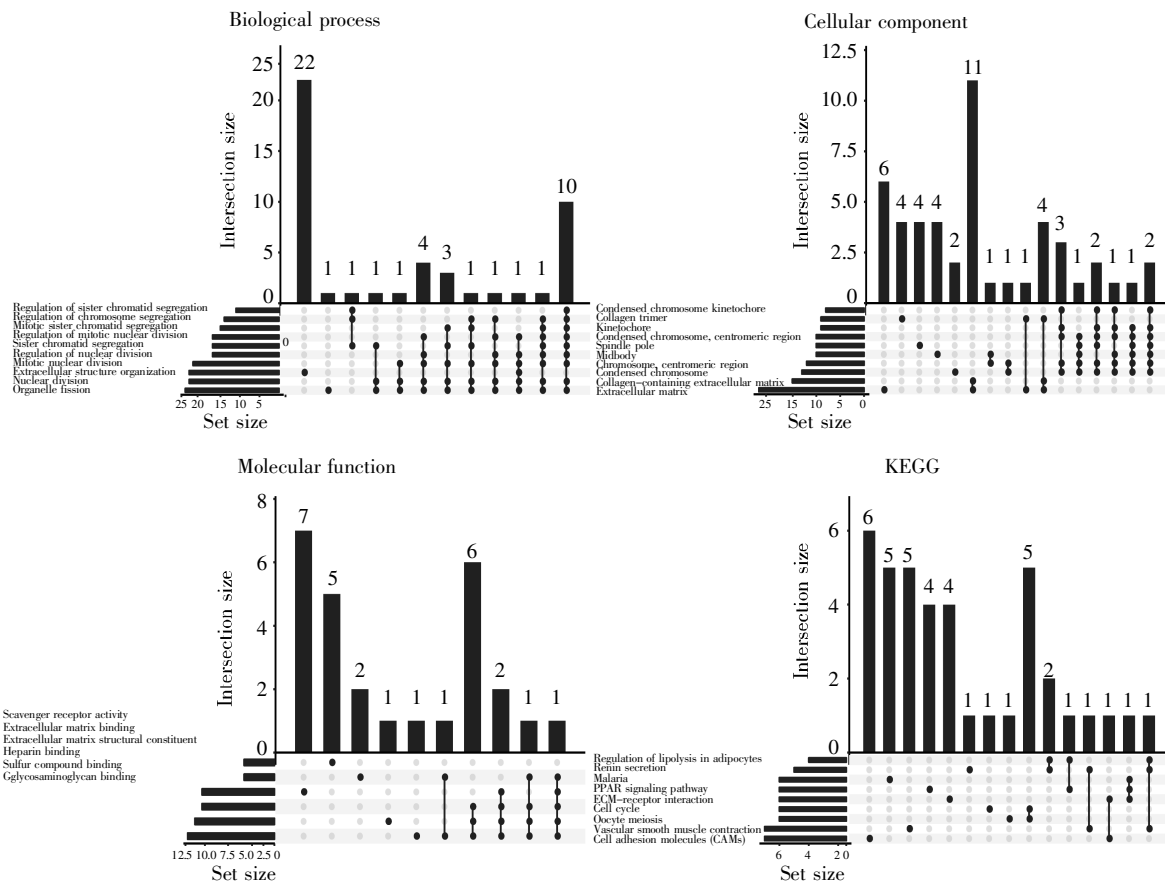 Biological process
Intersection size
25
20
15
10
5
0
22
1
1
1
1
4
3
1
1
1
1
10
Regulation of sister chromatid segregation
Regulation of chromosome segregation
Mitotic sister chromatid segregation
Regulation of mitotic nuclear division
Sister chromatid segregation
Regulation of nuclear division
Mitotic nuclear division
Extracellular structure organization
Nuclear division
Organelle fission
0
25 20 15 10 5
Set size
Cellular component
Intersection size
12.5
10.0
7.5
5.0
2.5
0
6
4
4
4
2
11
1
1
1
4
3
1
2
1
1
2
Condensed chromosome kinetochore
Collagen trimer
Kinetochore
Condensed chromosome, centromeric region
Spindle pole
Midbody
Chromosome, centromeric region
Condensed chromosome
Collagen-containing extracellular matrix
Extracellular matrix
25 15 10 5 0
Set size
Molecular function
Intersection size
8
6
4
2
0
7
5
2
1
1
1
6
2
1
1
Scavenger receptor activity
Extracellular matrix binding
Extracellular matrix structural constituent
Heparin binding
Sulfur compound binding
Gglycosaminoglycan binding
12.5 10.0 7.5 5.0 2.5 0
Set size
KEGG
Intersection size
6
4
2
0
6
5
5
4
4
1
1
1
5
2
1
1
1
1
1
Regulation of lipolysis in adipocytes
Renin secretion
Malaria
PPAR signaling pathway
ECM-receptor interaction
Cell cycle
Oocyte meiosis
Vascular smooth muscle contraction
Cell adhesion molecules (CAMs)
6 4 2 0
Set size